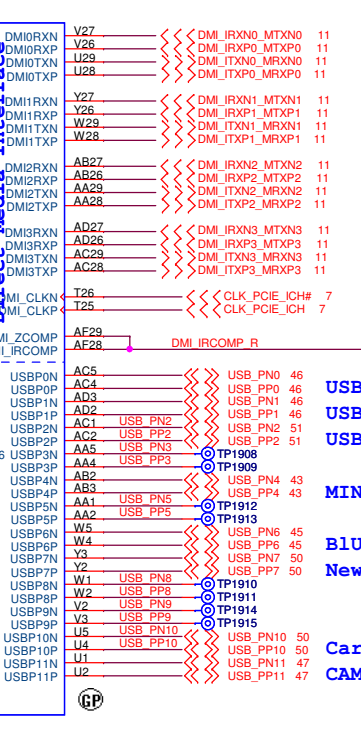 DMI0RXN V27 DMI_IRXN0_MTXN0 11
DMI0RXP V26 DMI_IRXP0_MTXP0 11
DMI0TXN U29 DMI_ITXN0_MRXN0 11
DMI0TXP U28 DMI_ITXP0_MRXP0 11
DMI1RXN Y27 DMI_IRXN1_MTXN1 11
DMI1RXP Y26 DMI_IRXP1_MTXP1 11
DMI1TXN W29 DMI_ITXN1_MRXN1 11
DMI1TXP W28 DMI_ITXP1_MRXP1 11
DMI2RXN AB27 DMI_IRXN2_MTXN2 11
DMI2RXP AB26 DMI_IRXP2_MTXP2 11
DMI2TXN AA29 DMI_ITXN2_MRXN2 11
DMI2TXP AA28 DMI_ITXP2_MRXP2 11
DMI3RXN AD27 DMI_IRXN3_MTXN3 11
DMI3RXP AD26 DMI_IRXP3_MTXP3 11
DMI3TXN AC29 DMI_ITXN3_MRXN3 11
DMI3TXP AC28 DMI_ITXP3_MRXP3 11
MI_CLKN T26 CLK_PCIE_ICH# 7
MI_CLKP T25 CLK_PCIE_ICH 7
MI_ZCOMP AF29
I_IRCOMP AF28 DMI_IRCOMP_R
USBP0N AC5 USB_PN0 46
USBP0P AC4 USB_PP0 46 USB
USBP1N AD3 USB_PN1 46
USBP1P AD2 USB_PP1 46 USB
USBP2N AC1 USB_PN2 USB_PN2 51
USBP2P AC2 USB_PP2 USB_PP2 51 USB
6 USBP3N AA5 USB_PN3 TP1908
USBP3P AA4 USB_PP3 TP1909
USBP4N AB2 USB_PN4 43
USBP4P AB3 USB_PP4 43 MIN
USBP5N AA1 USB_PN5 TP1912
USBP5P AA2 USB_PP5 TP1913
USBP6N W5 USB_PN6 45
USBP6P W4 USB_PP6 45 BlU
USBP7N Y3 USB_PN7 50
USBP7P Y2 USB_PP7 50 New
USBP8N W1 USB_PN8 TP1910
USBP8P W2 USB_PP8 TP1911
USBP9N V2 USB_PN9 TP1914
USBP9P V3 USB_PP9 TP1915
USBP10N U5 USB_PN10 USB_PN10 50
USBP10P U4 USB_PP10 USB_PP10 50 Car
USBP11N U1 USB_PN11 47
USBP11P U2 USB_PP11 47 CAM
GP